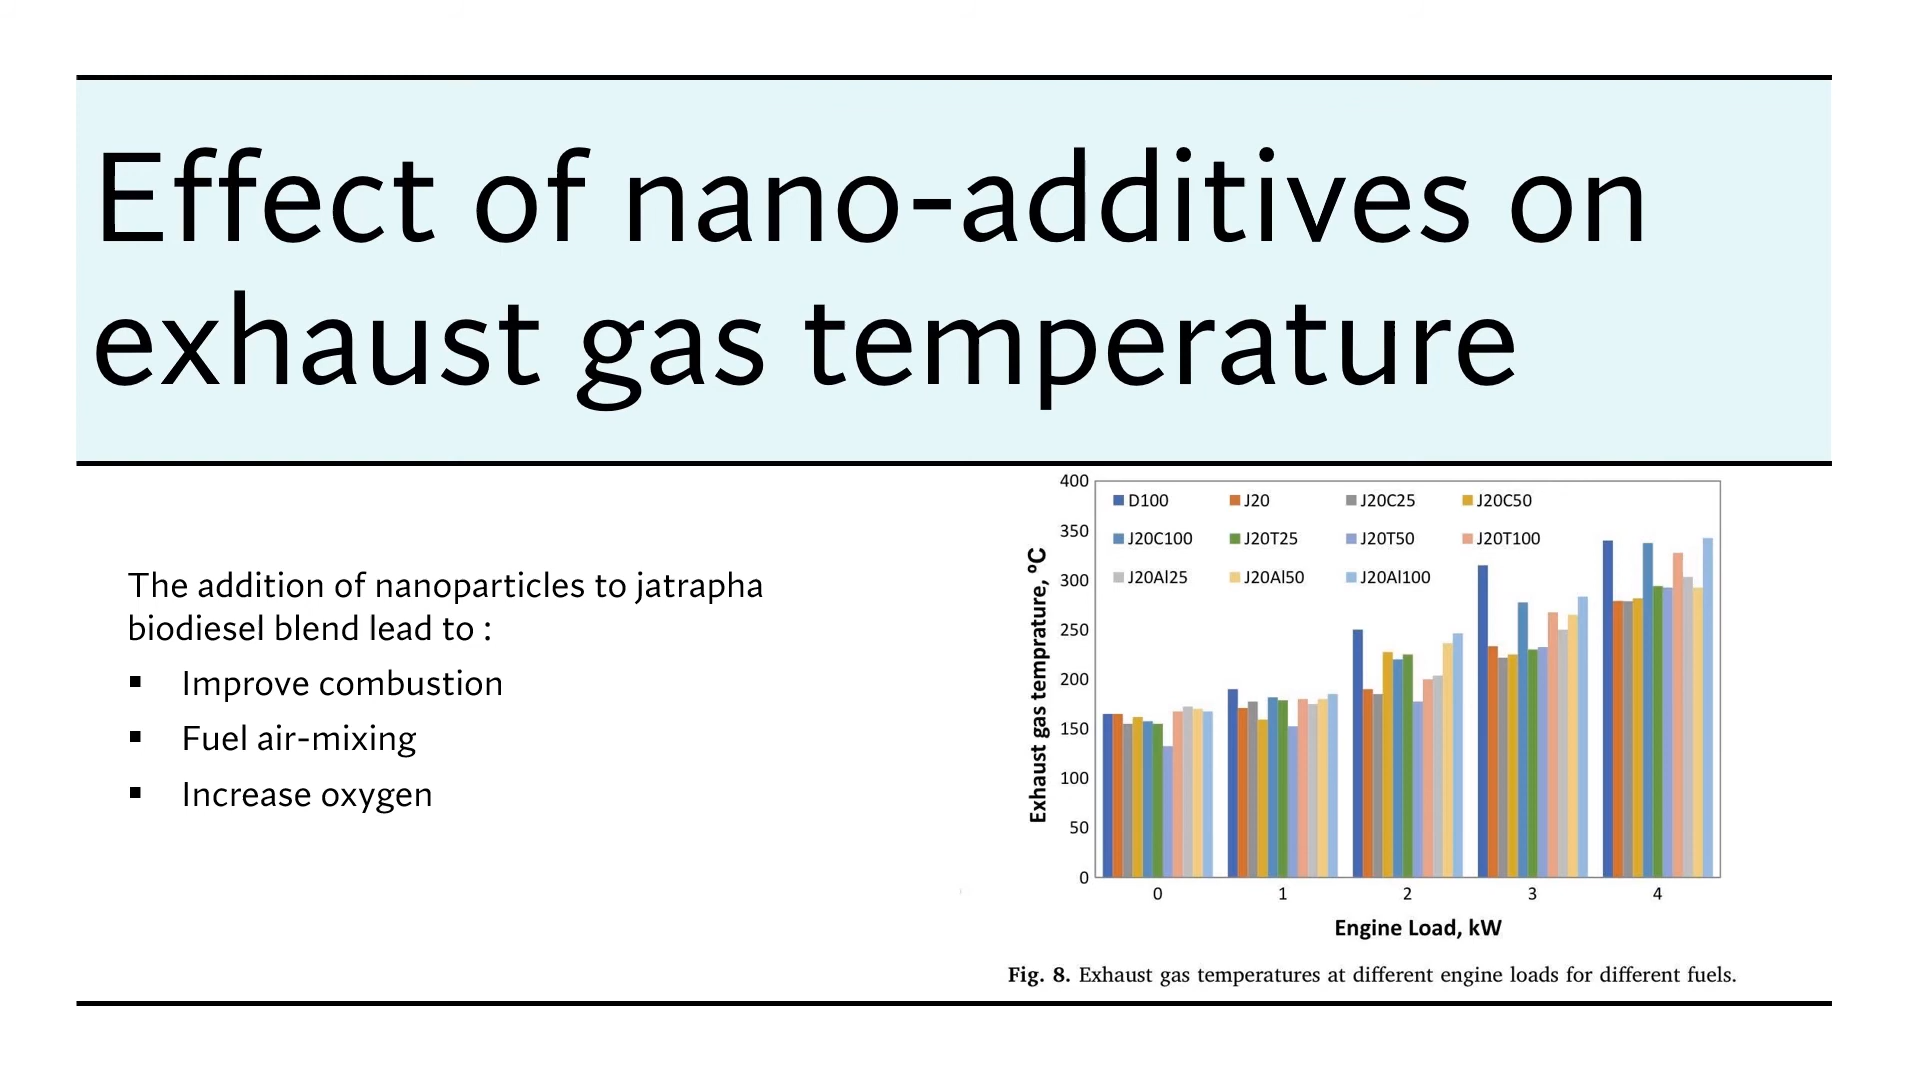 Effect of nano-additives on
exhaust gas temperature
The addition of nanoparticles to jatrapha
biodiesel blend lead to :
▪ Improve combustion
▪ Fuel air-mixing
▪ Increase oxygen
400
350
300
250
200
150
100
50
0
Exhaust gas temprature, ºC
D100 J20 J20C25 J20C50
J20C100 J20T25 J20T50 J20T100
J20Al25 J20Al50 J20Al100
0 1 2 3 4
Engine Load, kW
Fig. 8. Exhaust gas temperatures at different engine loads for different fuels.